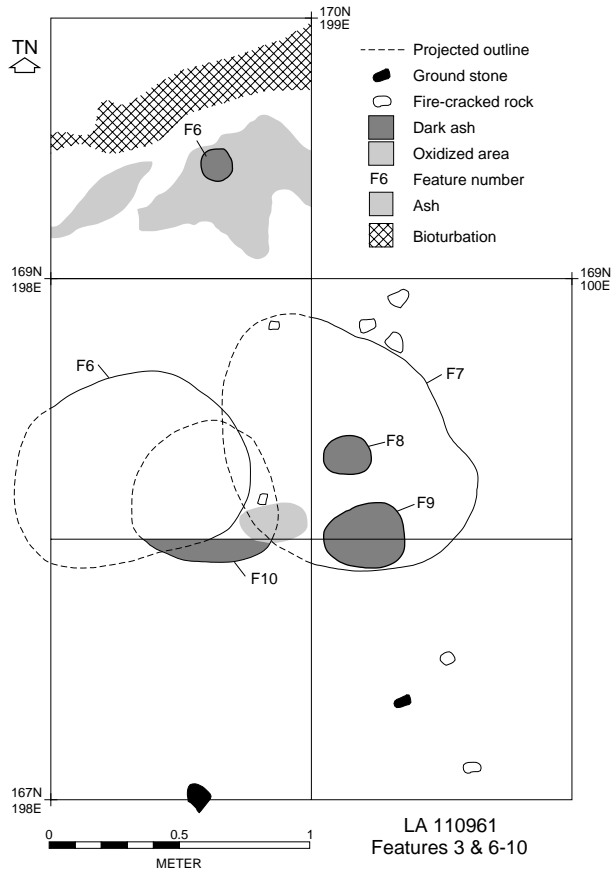 170N
199E
TN
Projected outline
Ground stone
Fire-cracked rock
Dark ash
Oxidized area
F6 Feature number
Ash
Bioturbation
F6
169N
198E
169N
100E
F6
F7
F8
F9
F10
167N
198E
0 0.5 1
METER
LA 110961
Features 3 & 6-10